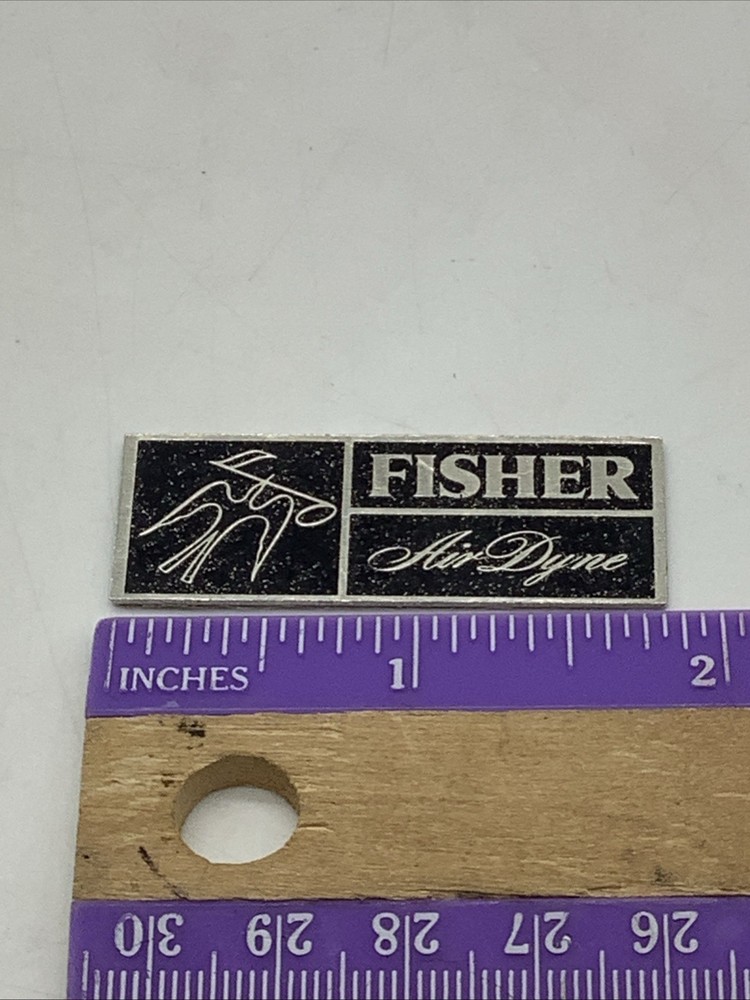 FISHER
AirDyne
1 2
INCHES
30 29 28 27 26